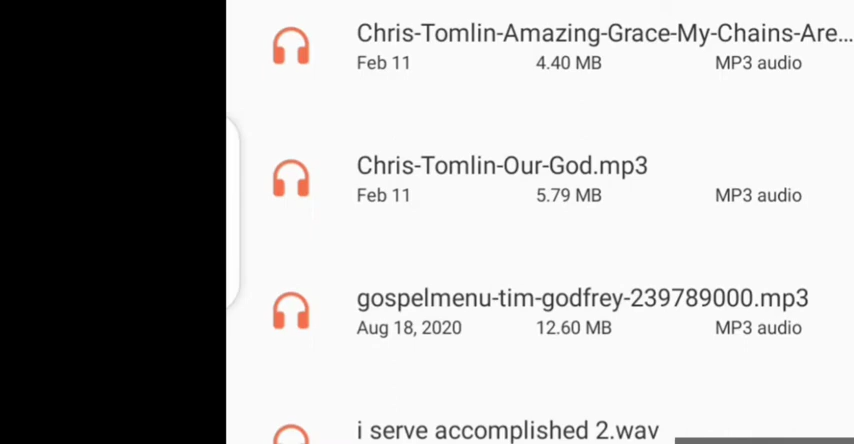 Chris-Tomlin-Amazing-Grace-My-Chains-Are...
Feb 11 4.40 MB MP3 audio
Chris-Tomlin-Our-God.mp3
Feb 11 5.79 MB MP3 audio
gospelmenu-tim-godfrey-239789000.mp3
Aug 18, 2020 12.60 MB MP3 audio
i serve accomplished 2.wav